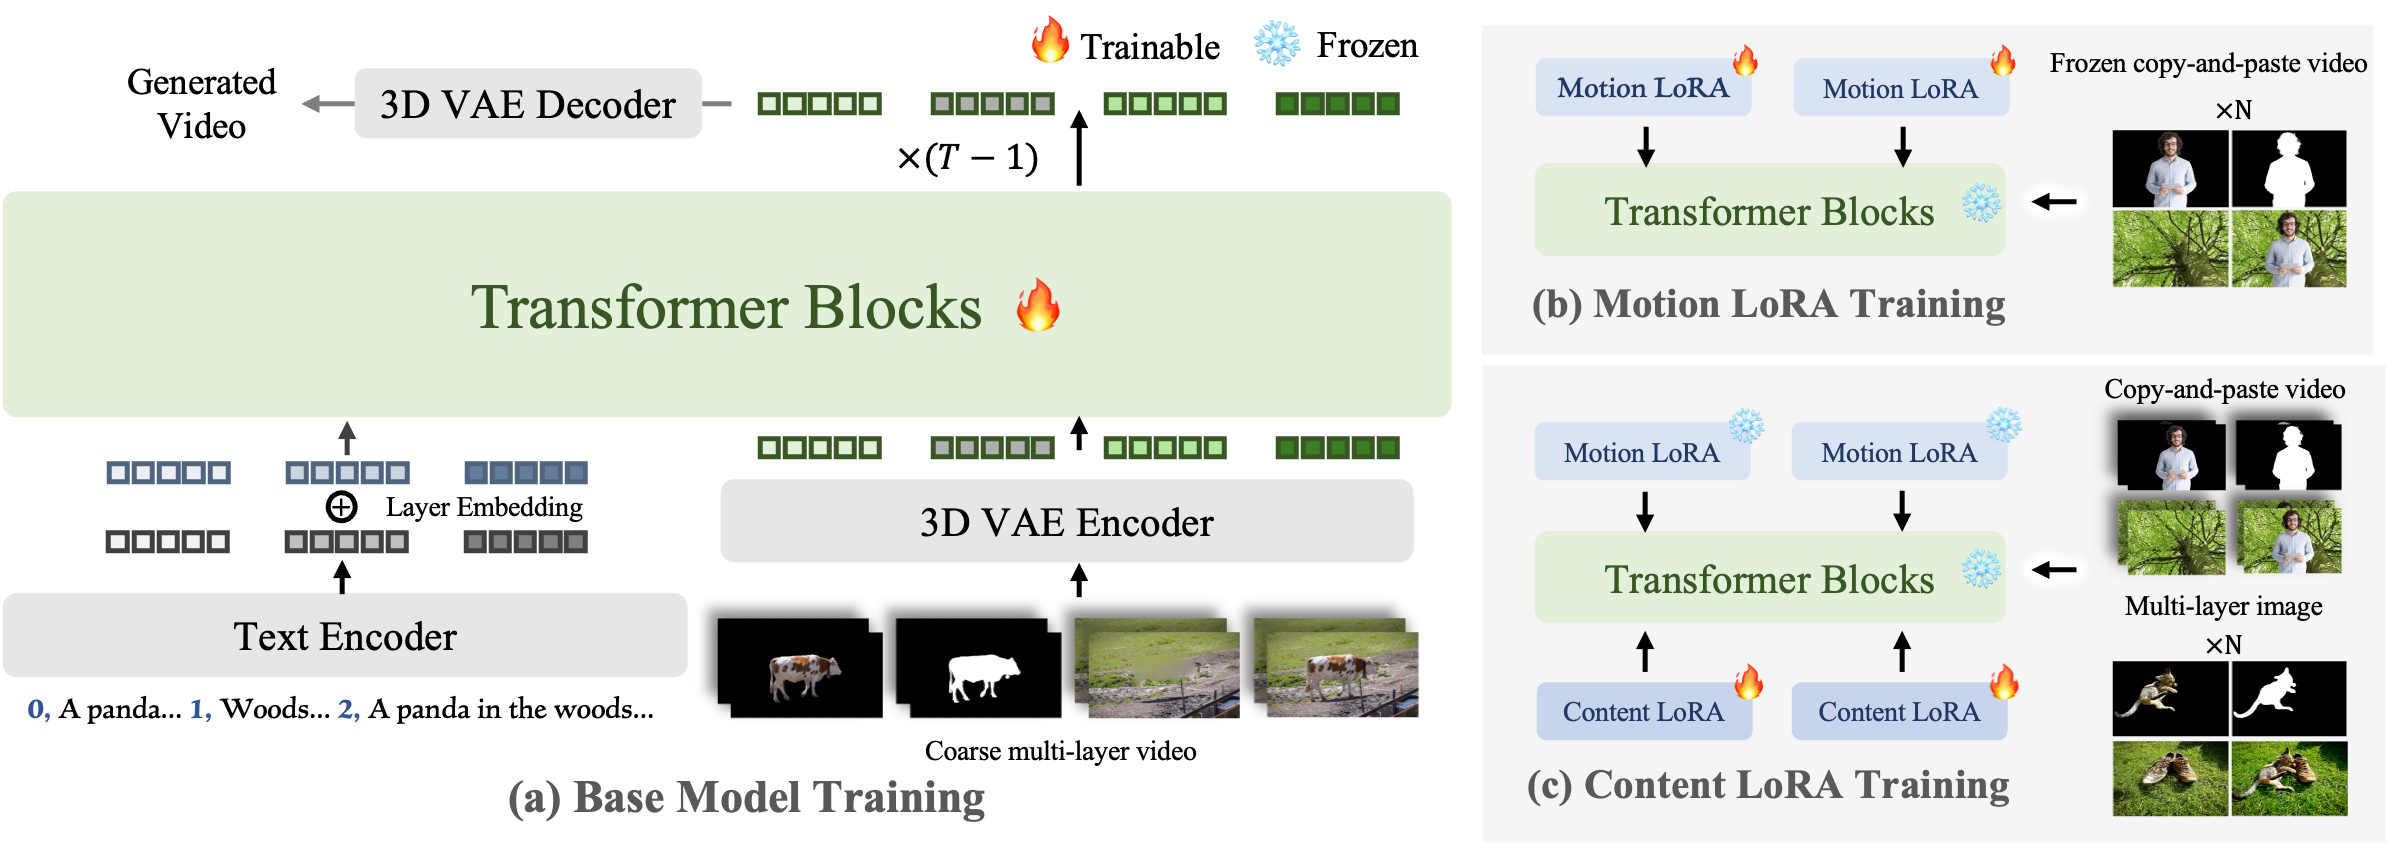 Trainable
Frozen
Generated
Video
3D VAE Decoder
×(T − 1)
Transformer Blocks
Layer Embedding
3D VAE Encoder
Text Encoder
0, A panda... 1, Woods... 2, A panda in the woods...
Coarse multi-layer video
(a) Base Model Training
Motion LoRA
Motion LoRA
Frozen copy-and-paste video
×N
Transformer Blocks
(b) Motion LoRA Training
Copy-and-paste video
Motion LoRA
Motion LoRA
Transformer Blocks
Multi-layer image
×N
Content LoRA
Content LoRA
(c) Content LoRA Training